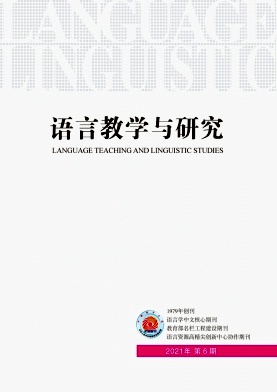 LANGUAGE
LINGUISTIC
语言教学与研究
LANGUAGE TEACHING AND LINGUISTIC STUDIES
1979年创刊
语言学中文核心期刊
教育部名栏工程建设期刊
语言资源高精尖创新中心协作期刊
2021年 第6期